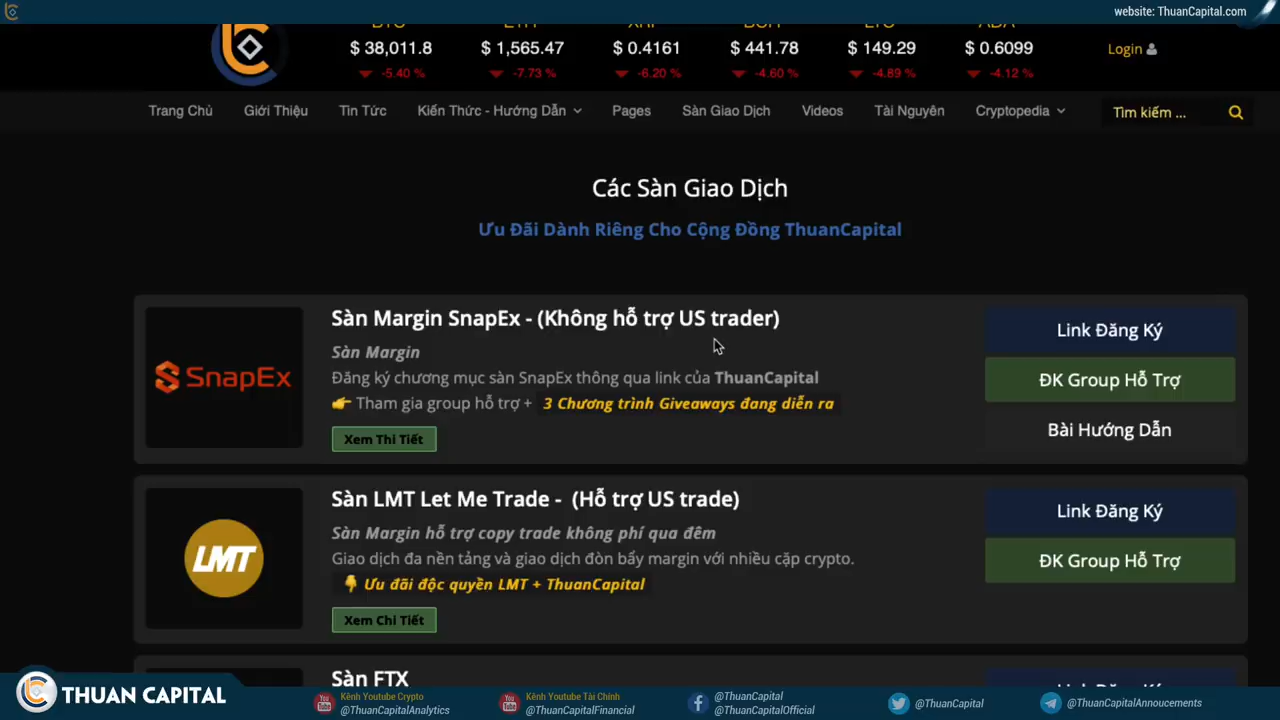 website: ThuanCapital.com
BTC ETH XRP BCH LTC ADA
$ 38,011.8 $ 1,565.47 $ 0.4161 $ 441.78 $ 149.29 $ 0.6099
-5.40 % -7.73 % -6.20 % -4.60 % -4.89 % -4.12 %
Login
Trang Chủ Giới Thiệu Tin Tức Kiến Thức - Hướng Dẫn Pages Sàn Giao Dịch Videos Tài Nguyên Cryptopedia Tìm kiếm ...
Các Sàn Giao Dịch
Ưu Đãi Dành Riêng Cho Cộng Đồng ThuanCapital
SnapEx
Sàn Margin SnapEx - (Không hỗ trợ US trader)
Sàn Margin
Đăng ký chương mục sàn SnapEx thông qua link của ThuanCapital
👉 Tham gia group hỗ trợ + 3 Chương trình Giveaways đang diễn ra
Xem Thi Tiết
Link Đăng Ký
ĐK Group Hỗ Trợ
Bài Hướng Dẫn
LMT
Sàn LMT Let Me Trade - (Hỗ trợ US trade)
Sàn Margin hỗ trợ copy trade không phí qua đêm
Giao dịch đa nền tảng và giao dịch đòn bẩy margin với nhiều cặp crypto.
👇 Ưu đãi độc quyền LMT + ThuanCapital
Xem Chi Tiết
Link Đăng Ký
ĐK Group Hỗ Trợ
Sàn FTX
THUAN CAPITAL
Kênh Youtube Crypto
@ThuanCapitalAnalytics
Kênh Youtube Tài Chính
@ThuanCapitalFinancial
@ThuanCapital
@ThuanCapitalOfficial
@ThuanCapital
@ThuanCapitalAnnoucements